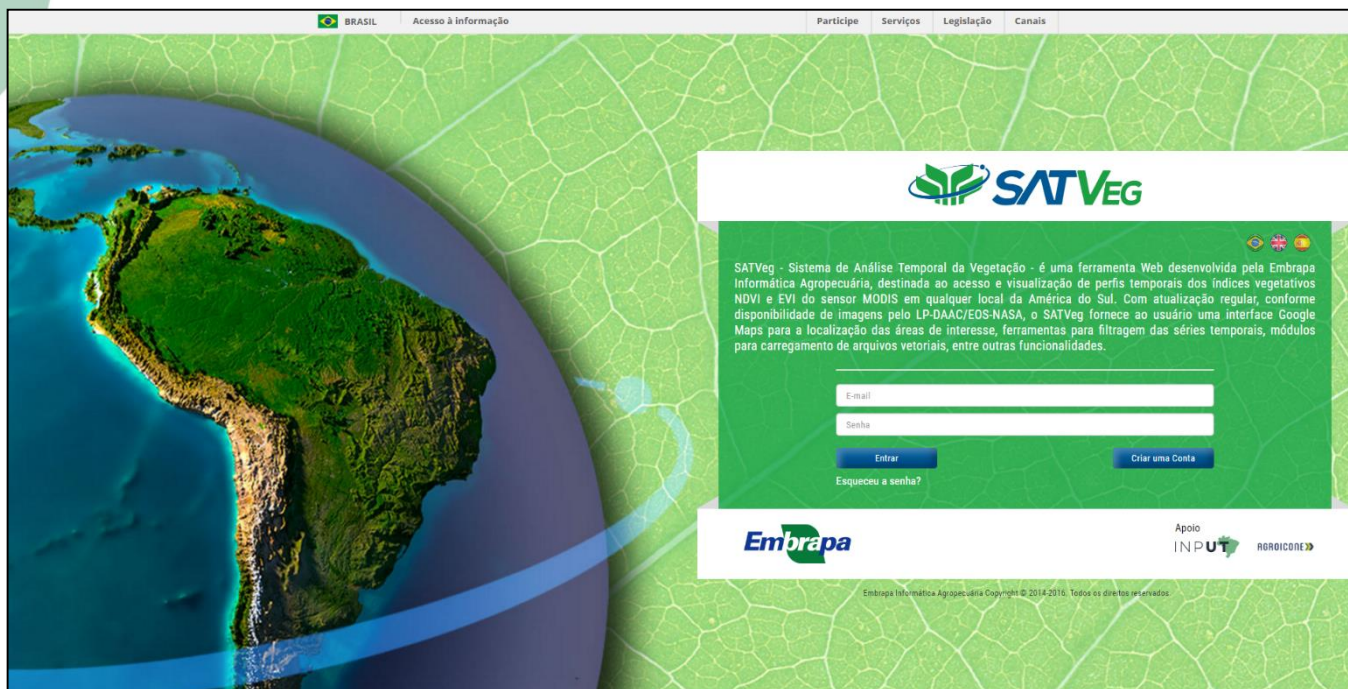 BRASIL Acesso à informação Participe Serviços Legislação Canais
SATVEG
SATVeg - Sistema de Análise Temporal da Vegetação - é uma ferramenta Web desenvolvida pela Embrapa
Informática Agropecuária, destinada ao acesso e visualização de perfis temporais dos índices vegetativos
NDVI e EVI do sensor MODIS em qualquer local da América do Sul. Com atualização regular, conforme
disponibilidade de imagens pelo LP-DAAC/EOS-NASA, o SATVeg fornece ao usuário uma interface Google
Maps para a localização das áreas de interesse, ferramentas para filtragem das séries temporais, módulos
para carregamento de arquivos vetoriais, entre outras funcionalidades.
E-mail
Senha
Entrar Criar uma Conta
Esqueceu a senha?
Embrapa
Apoio
INPUT AGROICONE
Embrapa Informática Agropecuária Copyright © 2014-2016. Todos os direitos reservados.